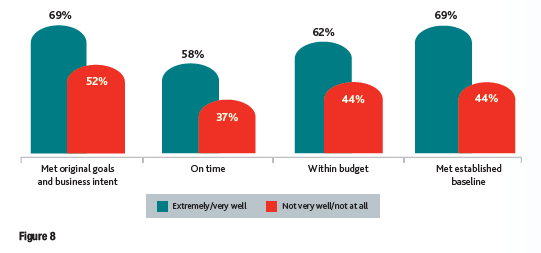 69%
52%
58%
37%
62%
44%
69%
44%
Met original goals
and business intent
On time
Within budget
Met established
baseline
Extremely/very well
Not very well/not at all
Figure 8